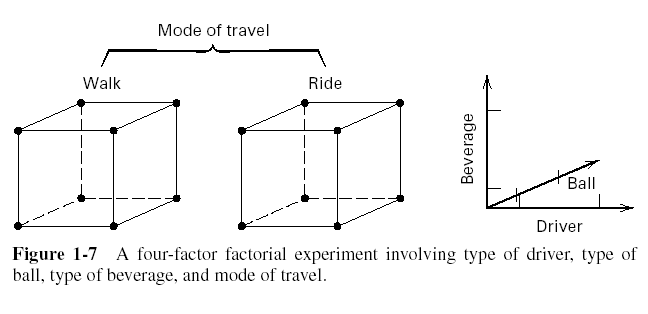 Mode of travel
Walk
Ride
Beverage
Ball
Driver
Figure 1-7 A four-factor factorial experiment involving type of driver, type of
ball, type of beverage, and mode of travel.